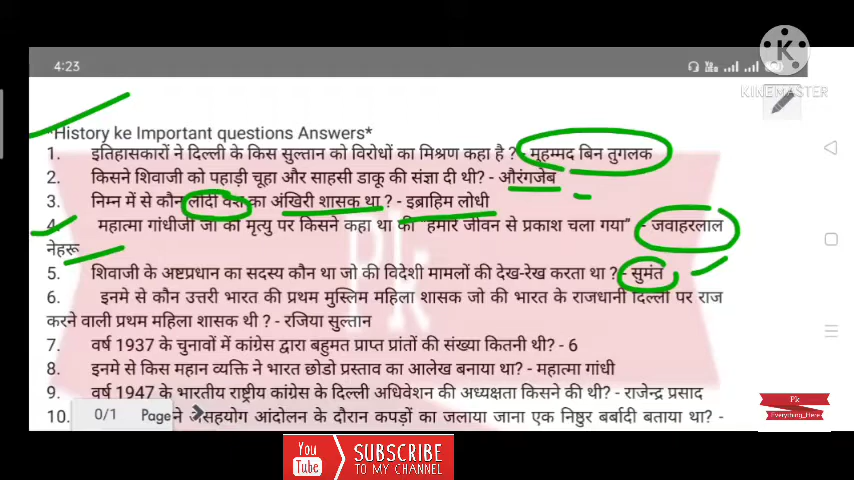 4:23
KINEMASTER
*History ke Important questions Answers*
1. इतिहासकारों ने दिल्ली के किस सुल्तान को विरोधों का मिश्रण कहा है ? - मुहम्मद बिन तुगलक
2. किसने शिवाजी को पहाड़ी चूहा और साहसी डाकू की संज्ञा दी थी? - औरंगजेब
3. निम्न में से कौन लोदी वंश का अंखिरी शासक था ? - इब्राहिम लोधी
4. महात्मा गांधीजी जी की मृत्यु पर किसने कहा था की "हमारे जीवन से प्रकाश चला गया" - जवाहरलाल
नेहरू
5. शिवाजी के अष्टप्रधान का सदस्य कौन था जो की विदेशी मामलों की देख-रेख करता था ? - सुमंत
6. इनमे से कौन उत्तरी भारत की प्रथम मुस्लिम महिला शासक जो की भारत के राजधानी दिल्ली पर राज
करने वाली प्रथम महिला शासक थी ? - रजिया सुल्तान
7. वर्ष 1937 के चुनावों में कांग्रेस द्वारा बहुमत प्राप्त प्रांतों की संख्या कितनी थी? - 6
8. इनमे से किस महान व्यक्ति ने भारत छोडो प्रस्ताव का आलेख बनाया था? - महात्मा गांधी
9. वर्ष 1947 के भारतीय राष्ट्रीय कांग्रेस के दिल्ली अधिवेशन की अध्यक्षता किसने की थी? - राजेन्द्र प्रसाद
10. ने असहयोग आंदोलन के दौरान कपड़ों का जलाया जाना एक निष्ठुर बर्बादी बताया था? -
0/1 Page
Pk
Pk
Everything_Here
You Tube SUBSCRIBE
TO MY CHANNEL